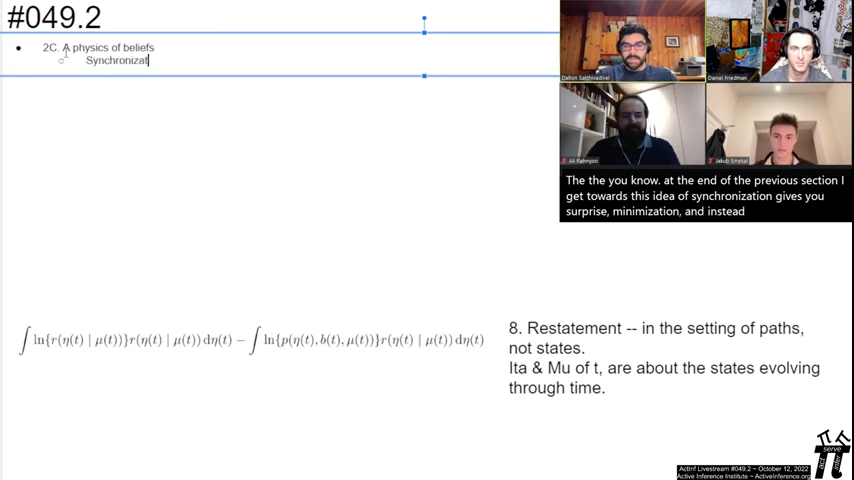 #049.2
2C. A physics of beliefs
Synchronizat
Dalton Sakthivadivel
Daniel Friedman
Ali Rahmjoo
Jakub Smékal
The the you know. at the end of the previous section I
get towards this idea of synchronization gives you
surprise, minimization, and instead
∫ ln{r(η(t) | μ(t))}r(η(t) | μ(t)) dη(t) − ∫ ln{p(η(t), b(t), μ(t))}r(η(t) | μ(t)) dη(t)
8. Restatement -- in the setting of paths,
not states.
Ita & Mu of t, are about the states evolving
through time.
serve
act
infer
ActInf Livestream #049.2 ~ October 12, 2022
Active Inference Institute ~ ActiveInference.org